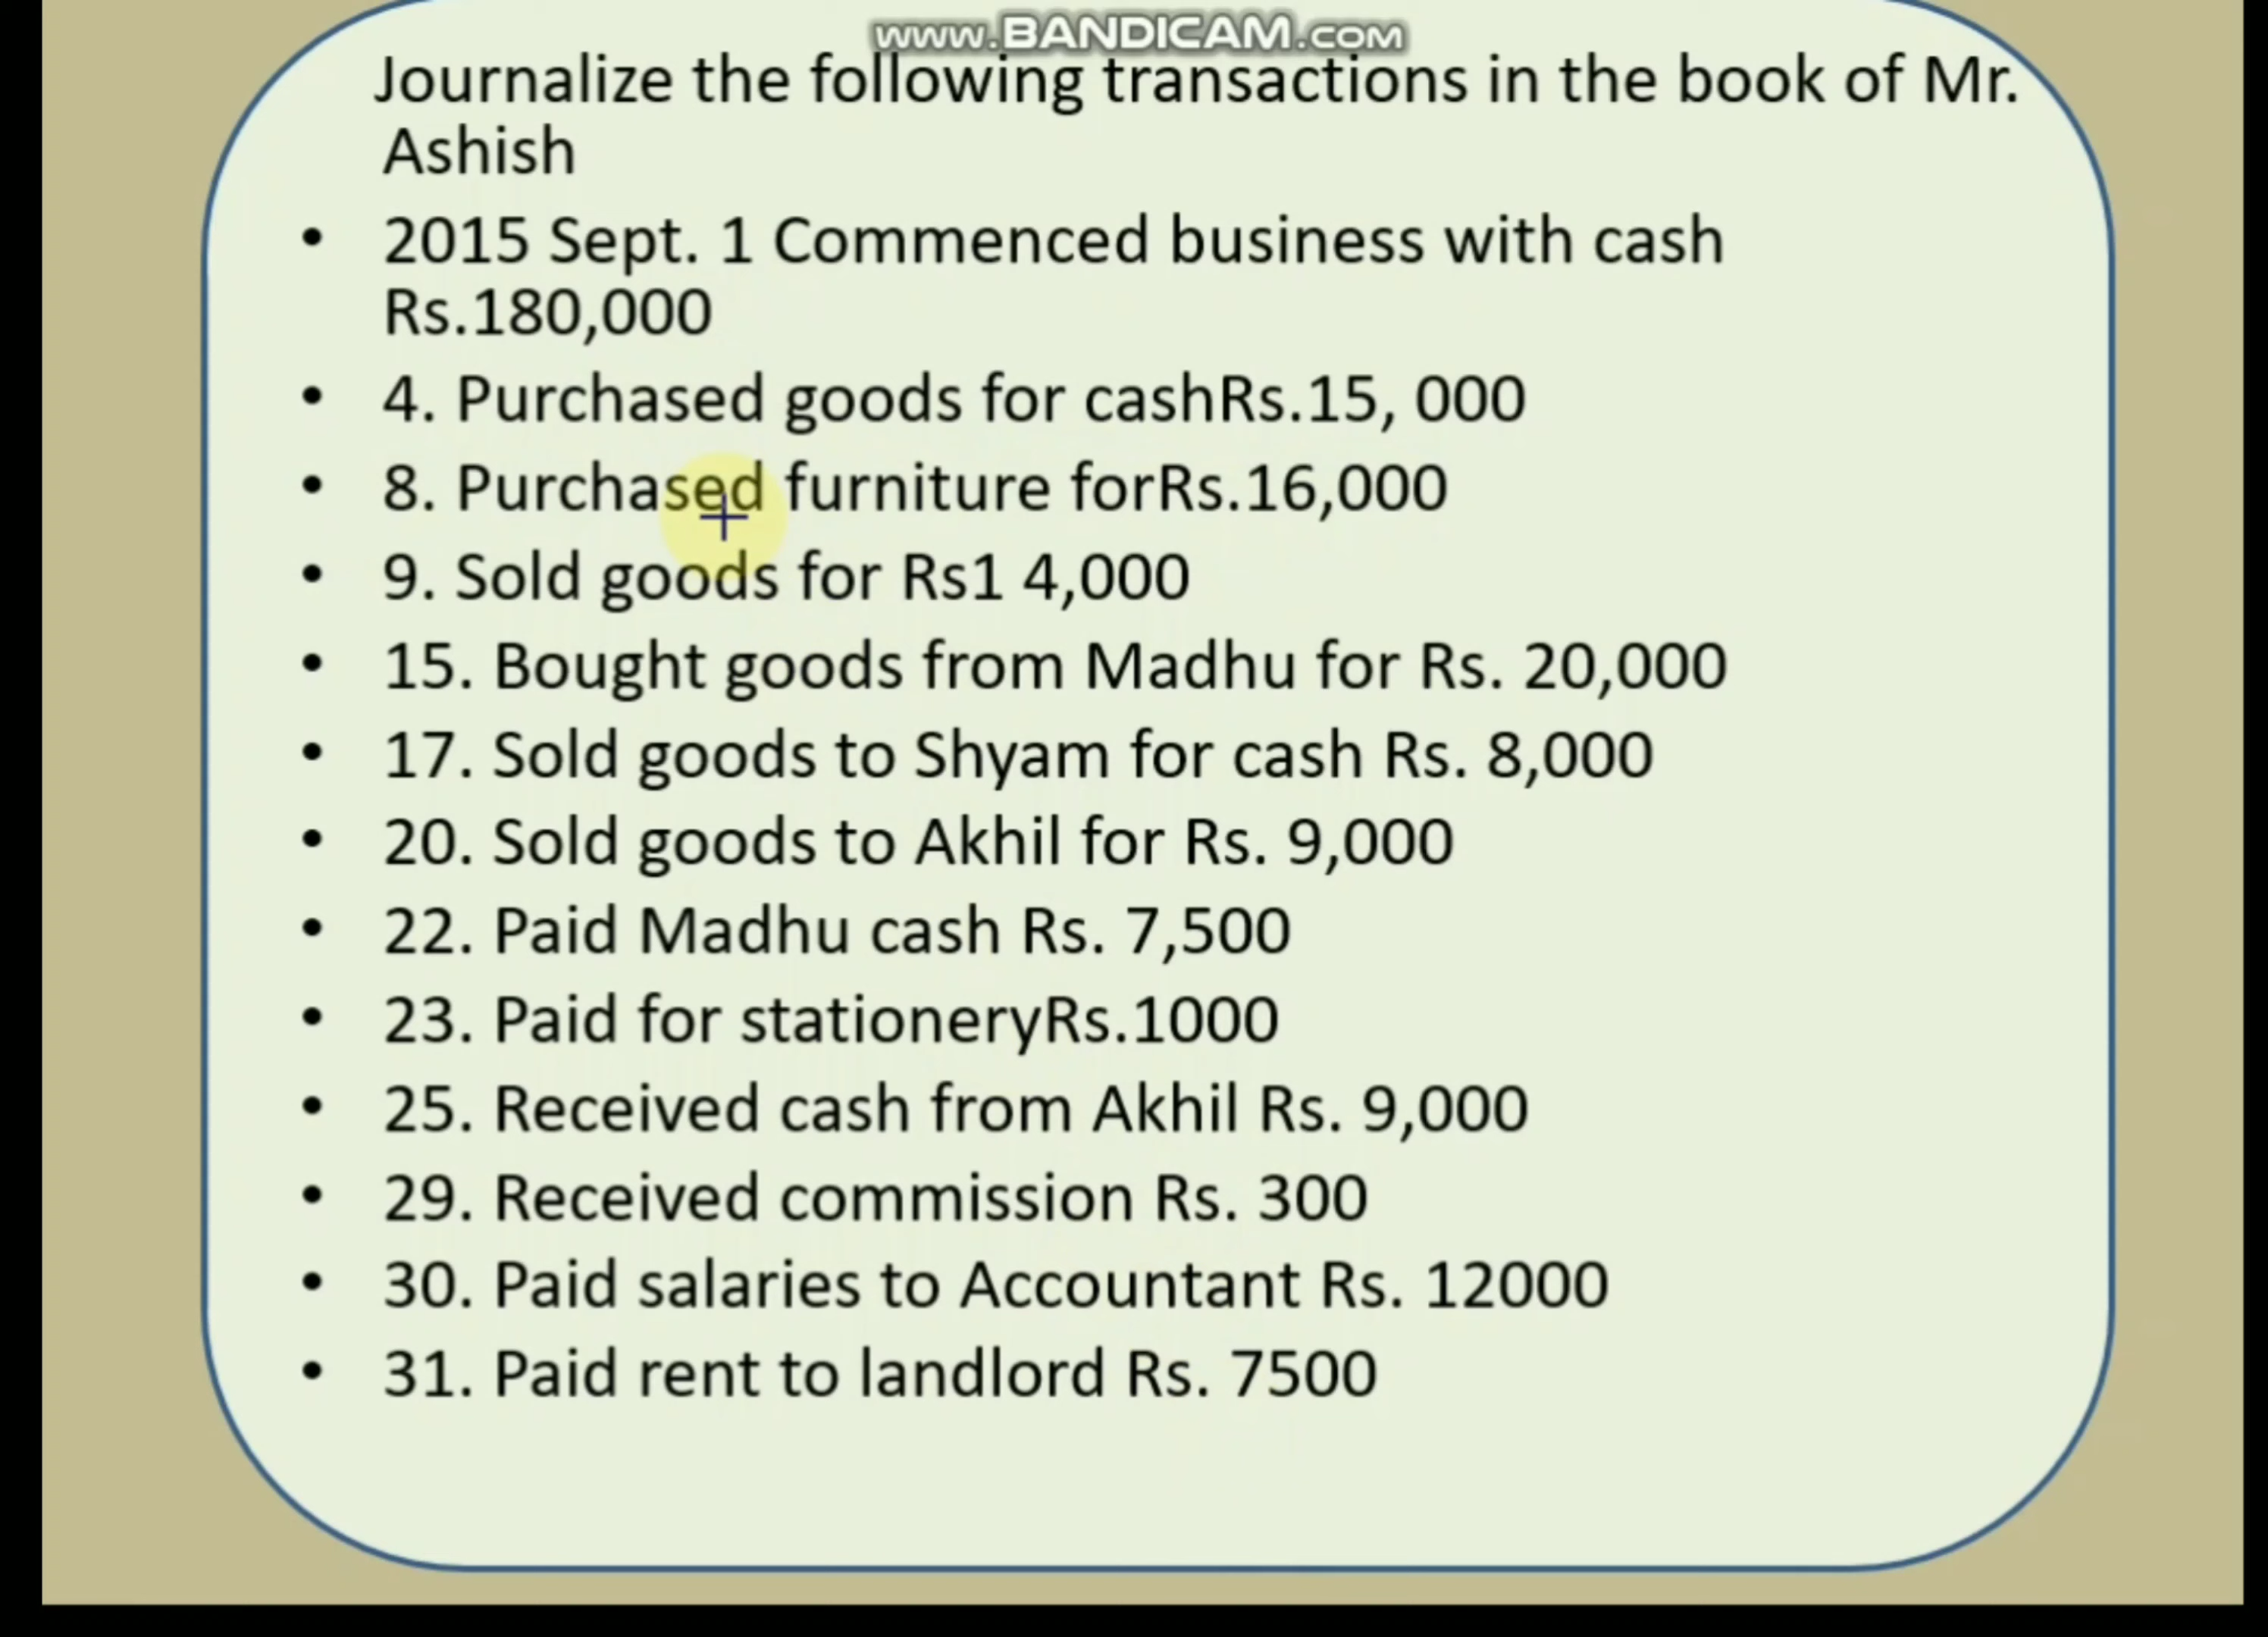 www.BANDICAM.com
Journalize the following transactions in the book of Mr.
Ashish
• 2015 Sept. 1 Commenced business with cash
Rs.180,000
• 4. Purchased goods for cashRs.15, 000
• 8. Purchased furniture forRs.16,000
• 9. Sold goods for Rs1 4,000
• 15. Bought goods from Madhu for Rs. 20,000
• 17. Sold goods to Shyam for cash Rs. 8,000
• 20. Sold goods to Akhil for Rs. 9,000
• 22. Paid Madhu cash Rs. 7,500
• 23. Paid for stationeryRs.1000
• 25. Received cash from Akhil Rs. 9,000
• 29. Received commission Rs. 300
• 30. Paid salaries to Accountant Rs. 12000
• 31. Paid rent to landlord Rs. 7500